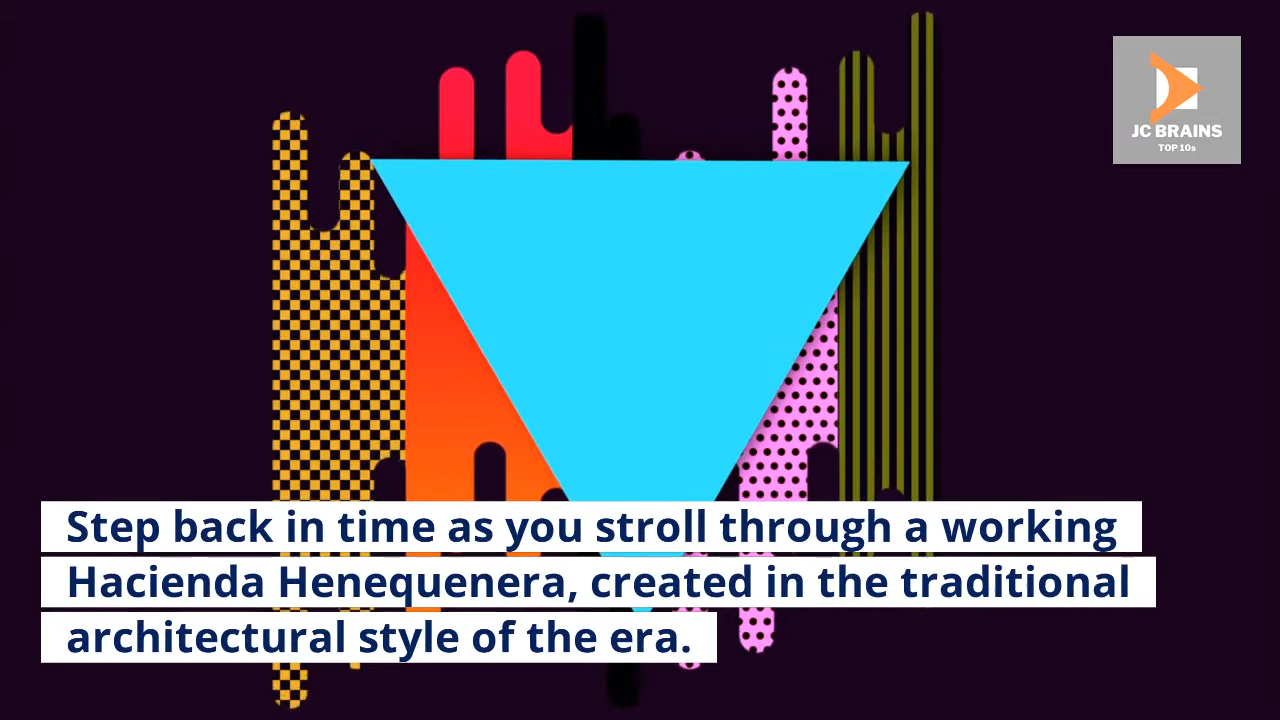 JC BRAINS
TOP 10s
Step back in time as you stroll through a working
Hacienda Henequenera, created in the traditional
architectural style of the era.